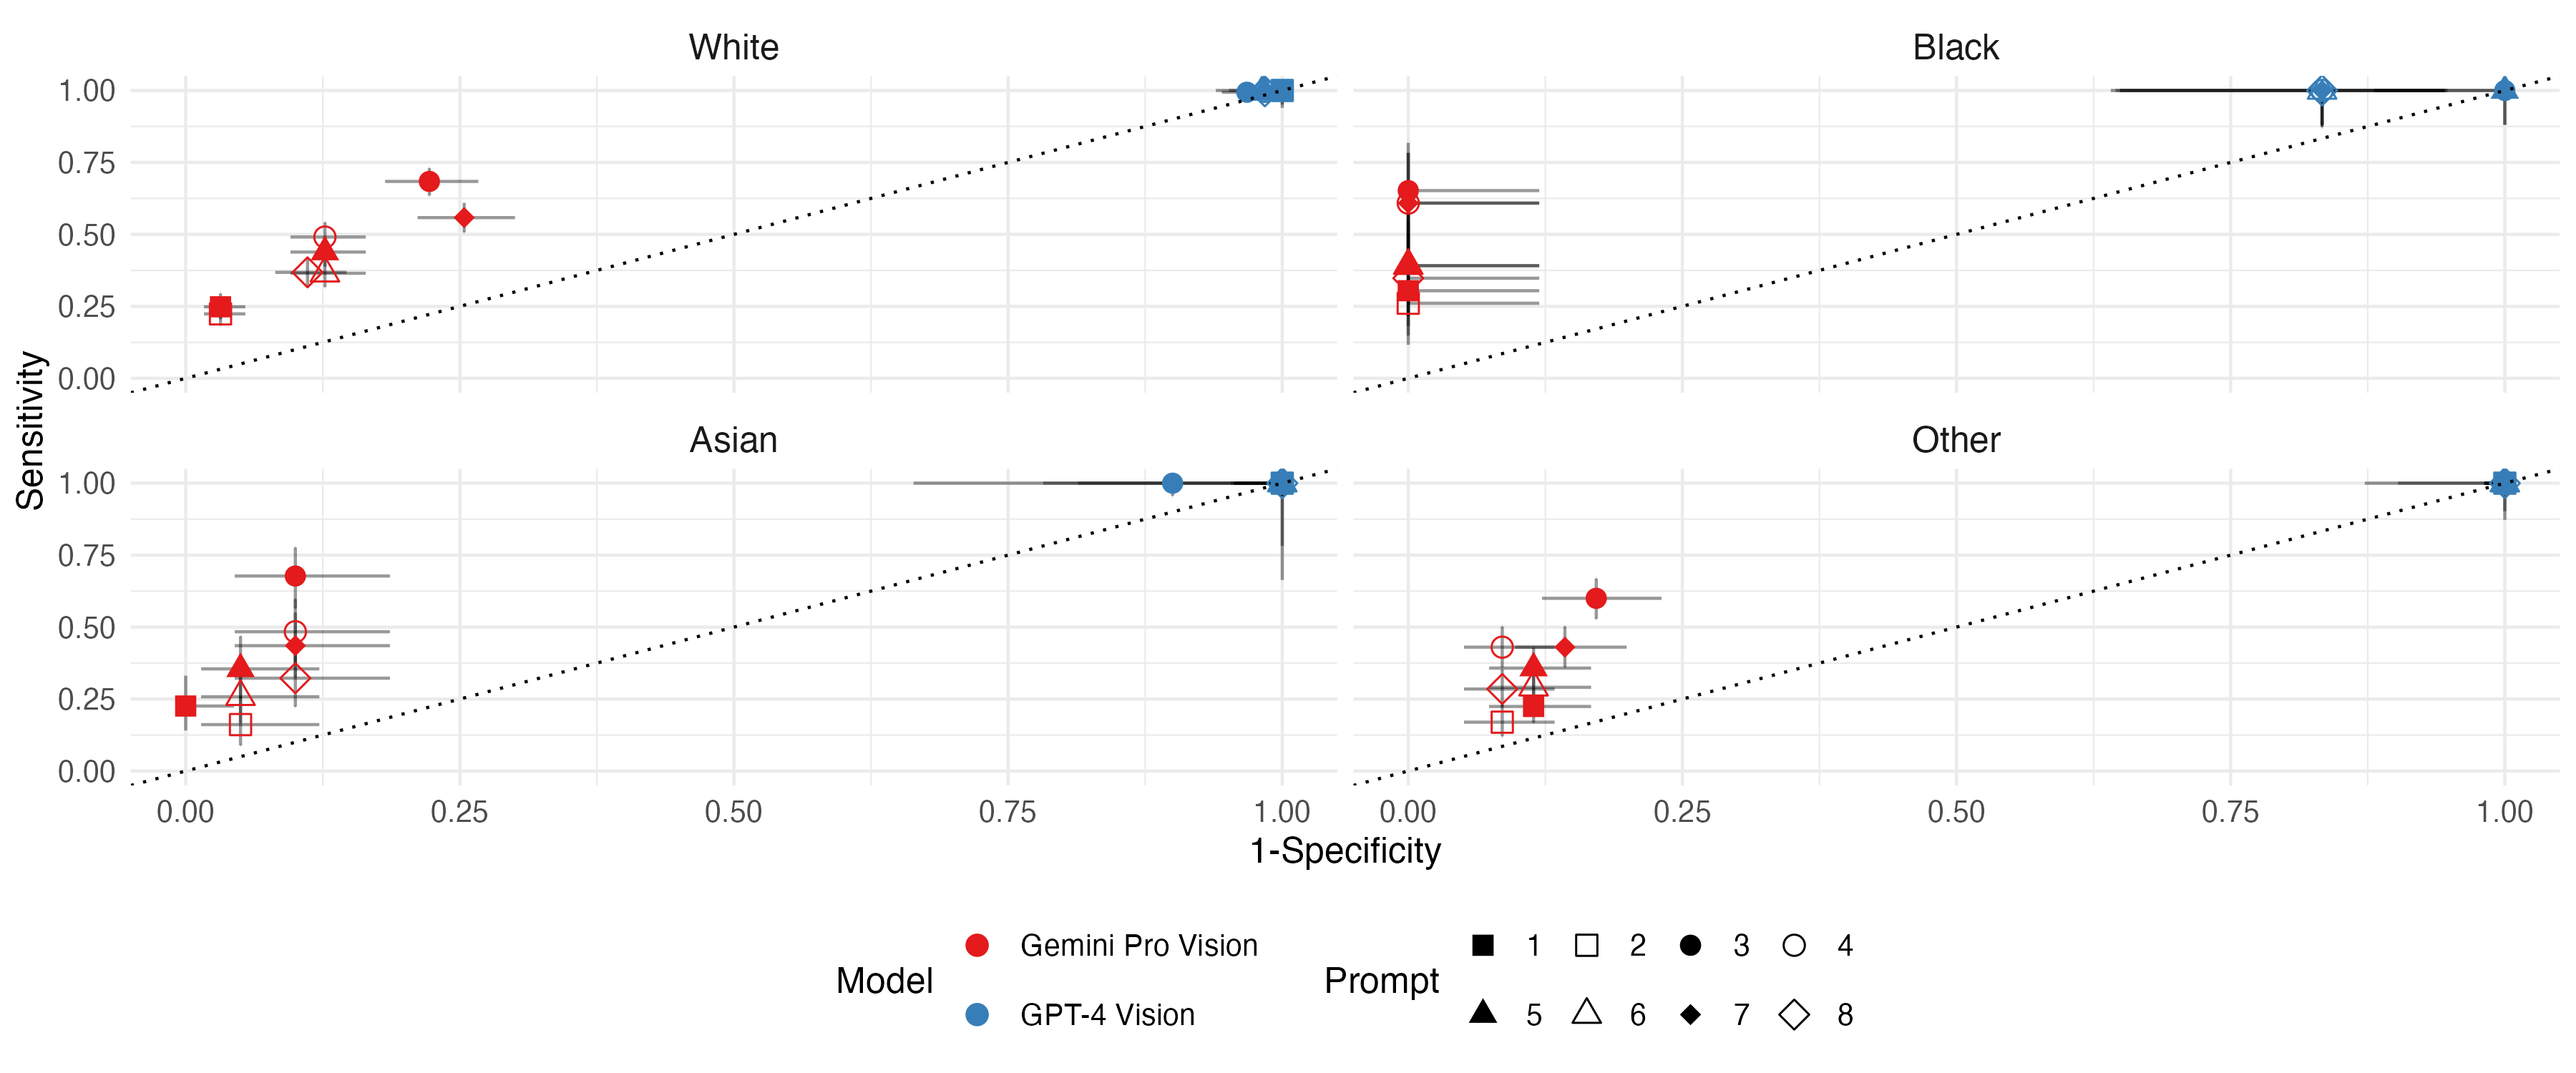 White
Black
1.00
0.75
0.50
0.25
0.00
Asian
Other
1.00
0.75
0.50
0.25
0.00
Sensitivity
0.00 0.25 0.50 0.75 1.00 0.00 0.25 0.50 0.75 1.00
1-Specificity
Model
Gemini Pro Vision
GPT-4 Vision
Prompt
1 2 3 4
5 6 7 8